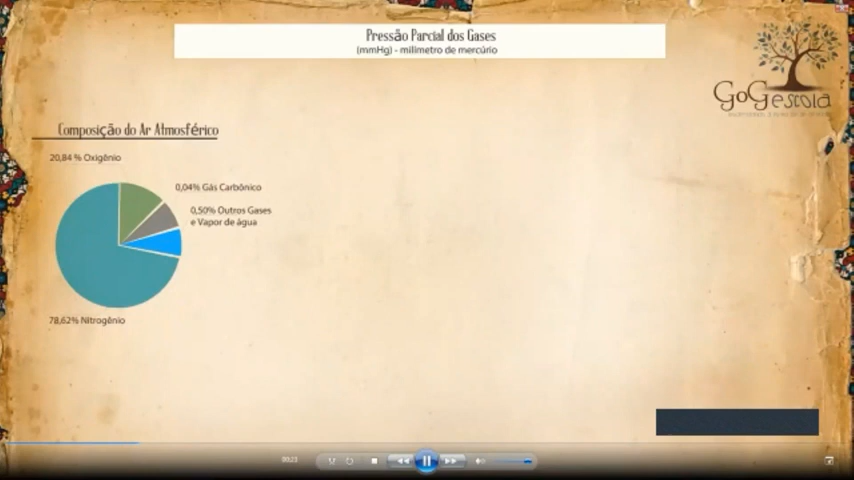 Pressão Parcial dos Gases
(mmHg) - milímetro de mercúrio
GoGescola
Composição do Ar Atmosférico
20,84 % Oxigênio
0,04% Gás Carbônico
0,50% Outros Gases
e Vapor de água
78,62% Nitrogênio
00:23